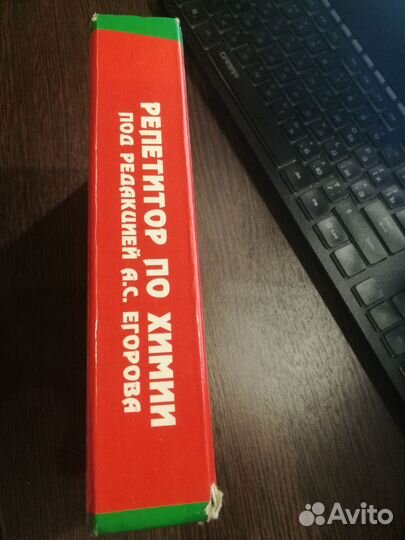 РЕПЕТИТОР ПО ХИМИИ
ПОД РЕДАКЦИЕЙ А.С. ЕГОРОВА
Avito